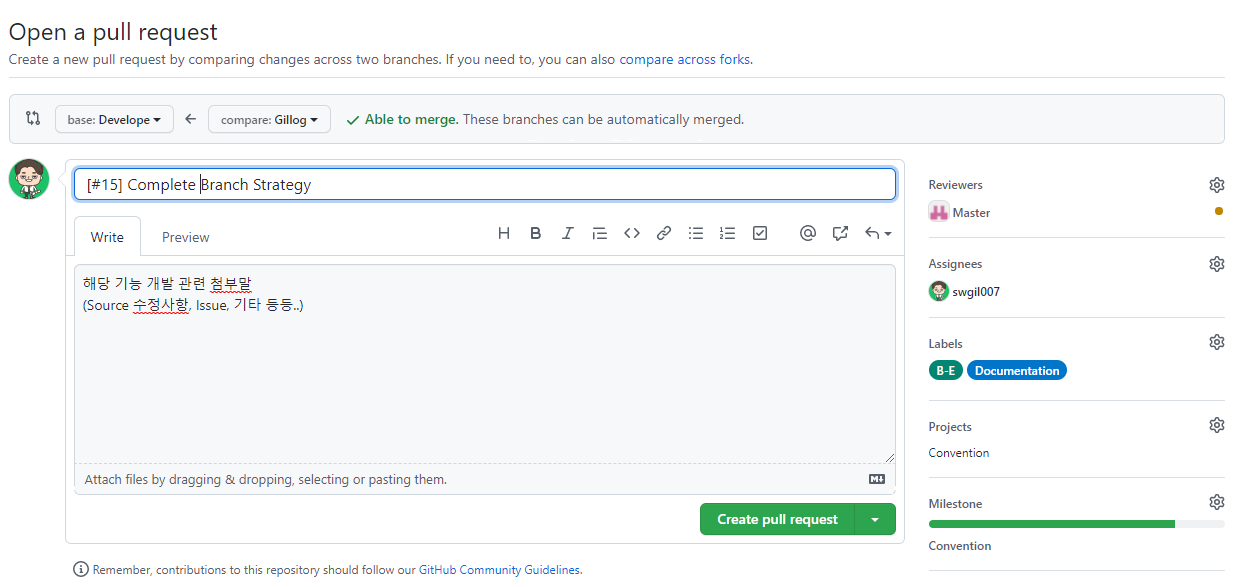 Open a pull request
Create a new pull request by comparing changes across two branches. If you need to, you can also compare across forks.
base: Develope
compare: Gillog
Able to merge. These branches can be automatically merged.
[#15] Complete Branch Strategy
Write
Preview
해당 기능 개발 관련 첨부말
(Source 수정사항, Issue, 기타 등등..)
Attach files by dragging & dropping, selecting or pasting them.
Create pull request
Remember, contributions to this repository should follow our GitHub Community Guidelines.
Reviewers
Master
Assignees
swgil007
Labels
B-E Documentation
Projects
Convention
Milestone
Convention